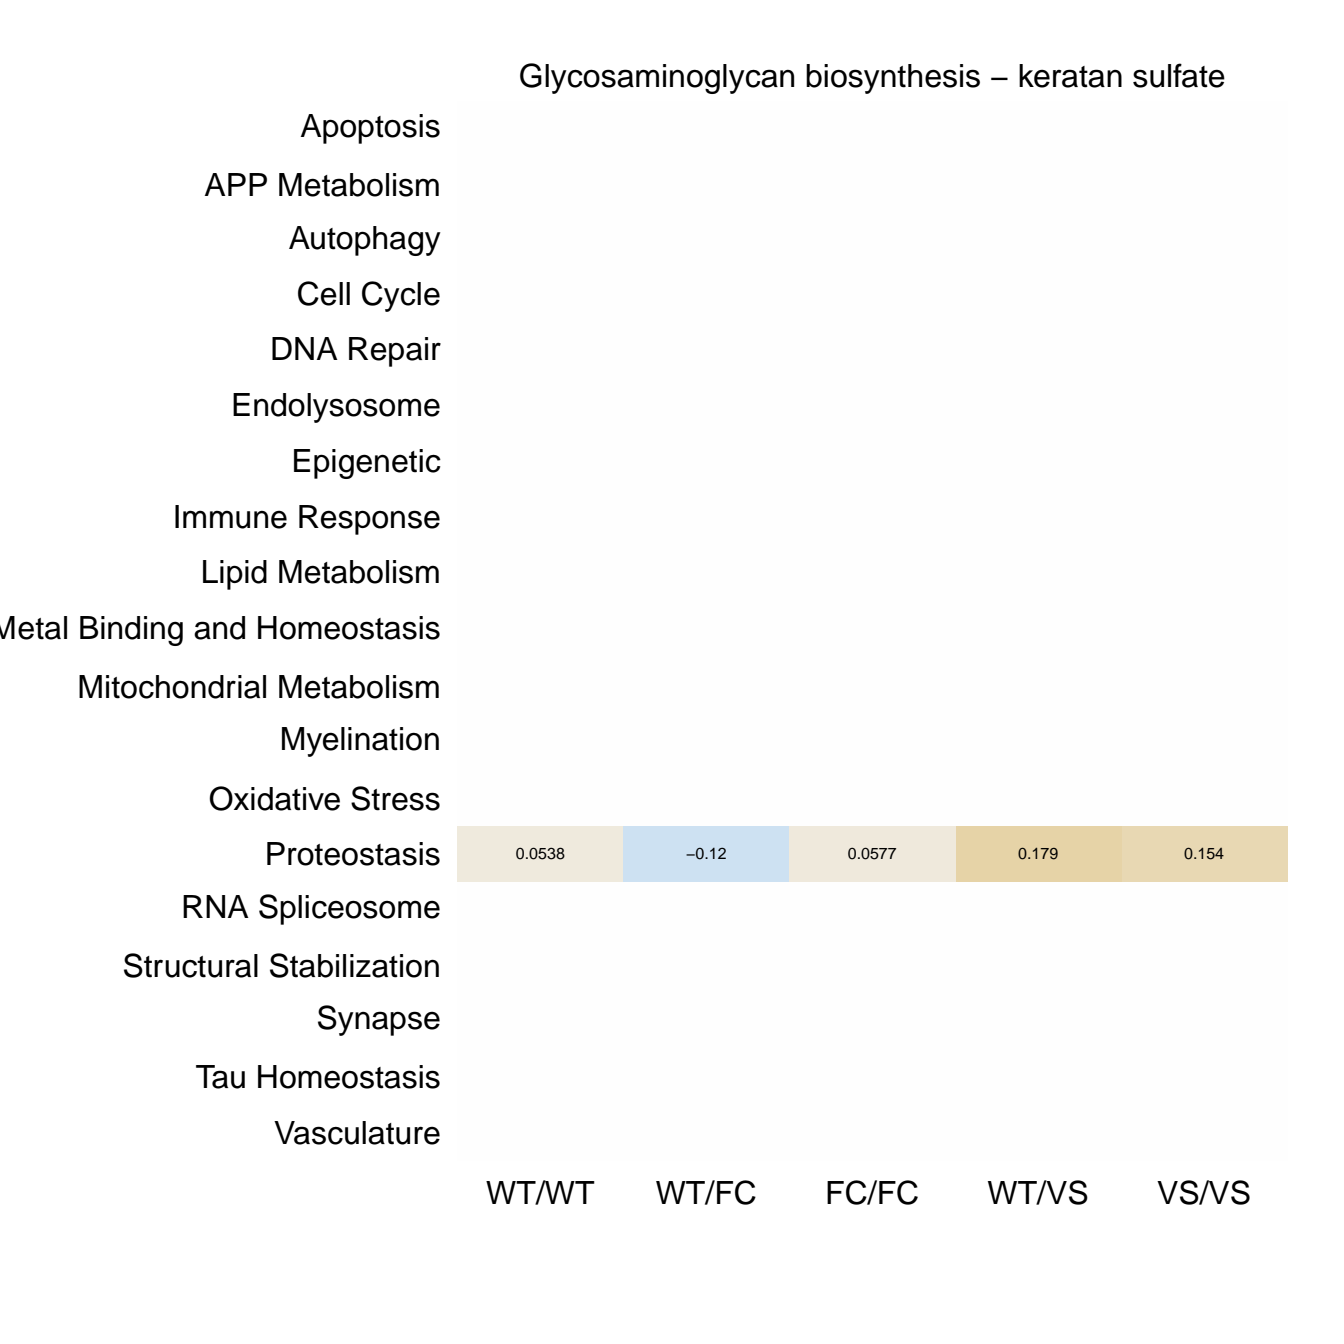 Glycosaminoglycan biosynthesis – keratan sulfate
Apoptosis
APP Metabolism
Autophagy
Cell Cycle
DNA Repair
Endolysosome
Epigenetic
Immune Response
Lipid Metabolism
Metal Binding and Homeostasis
Mitochondrial Metabolism
Myelination
Oxidative Stress
Proteostasis 0.0538 −0.12 0.0577 0.179 0.154
RNA Spliceosome
Structural Stabilization
Synapse
Tau Homeostasis
Vasculature
WT/WT WT/FC FC/FC WT/VS VS/VS